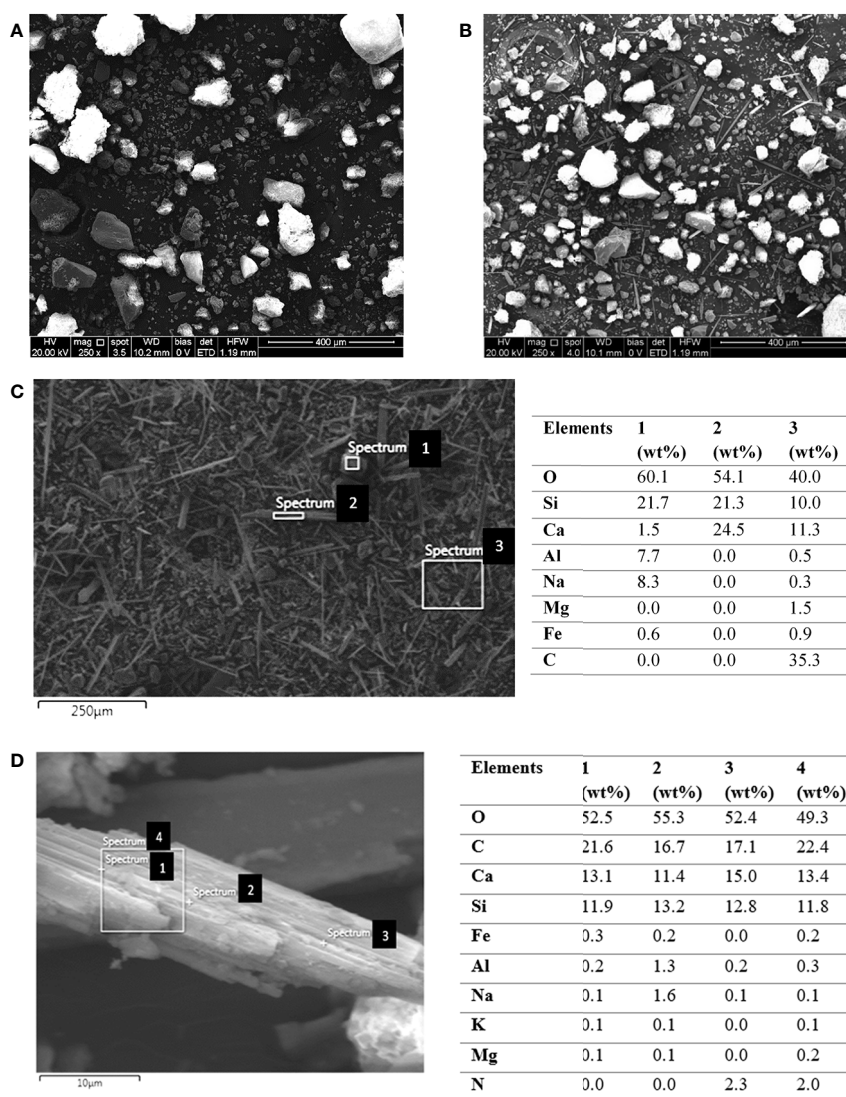 A
B
HV mag spot WD bias det HFW 400 µm
20.00 kV 250 x 3.5 10.2 mm 0 V ETD 1.19 mm
HV mag spot WD bias det HFW 400 µm
20.00 kV 250 x 4.0 10.1 mm 0 V ETD 1.19 mm
C
Spectrum 1
Spectrum 2
Spectrum 3
250µm
Elements 1 (wt%) 2 (wt%) 3 (wt%)
O 60.1 54.1 40.0
Si 21.7 21.3 10.0
Ca 1.5 24.5 11.3
Al 7.7 0.0 0.5
Na 8.3 0.0 0.3
Mg 0.0 0.0 1.5
Fe 0.6 0.0 0.9
C 0.0 0.0 35.3
D
Spectrum 4
Spectrum 1
Spectrum 2
Spectrum 3
10µm
Elements 1 (wt%) 2 (wt%) 3 (wt%) 4 (wt%)
O 52.5 55.3 52.4 49.3
C 21.6 16.7 17.1 22.4
Ca 13.1 11.4 15.0 13.4
Si 11.9 13.2 12.8 11.8
Fe 0.3 0.2 0.0 0.2
Al 0.2 1.3 0.2 0.3
Na 0.1 1.6 0.1 0.1
K 0.1 0.1 0.0 0.1
Mg 0.1 0.1 0.0 0.2
N 0.0 0.0 2.3 2.0